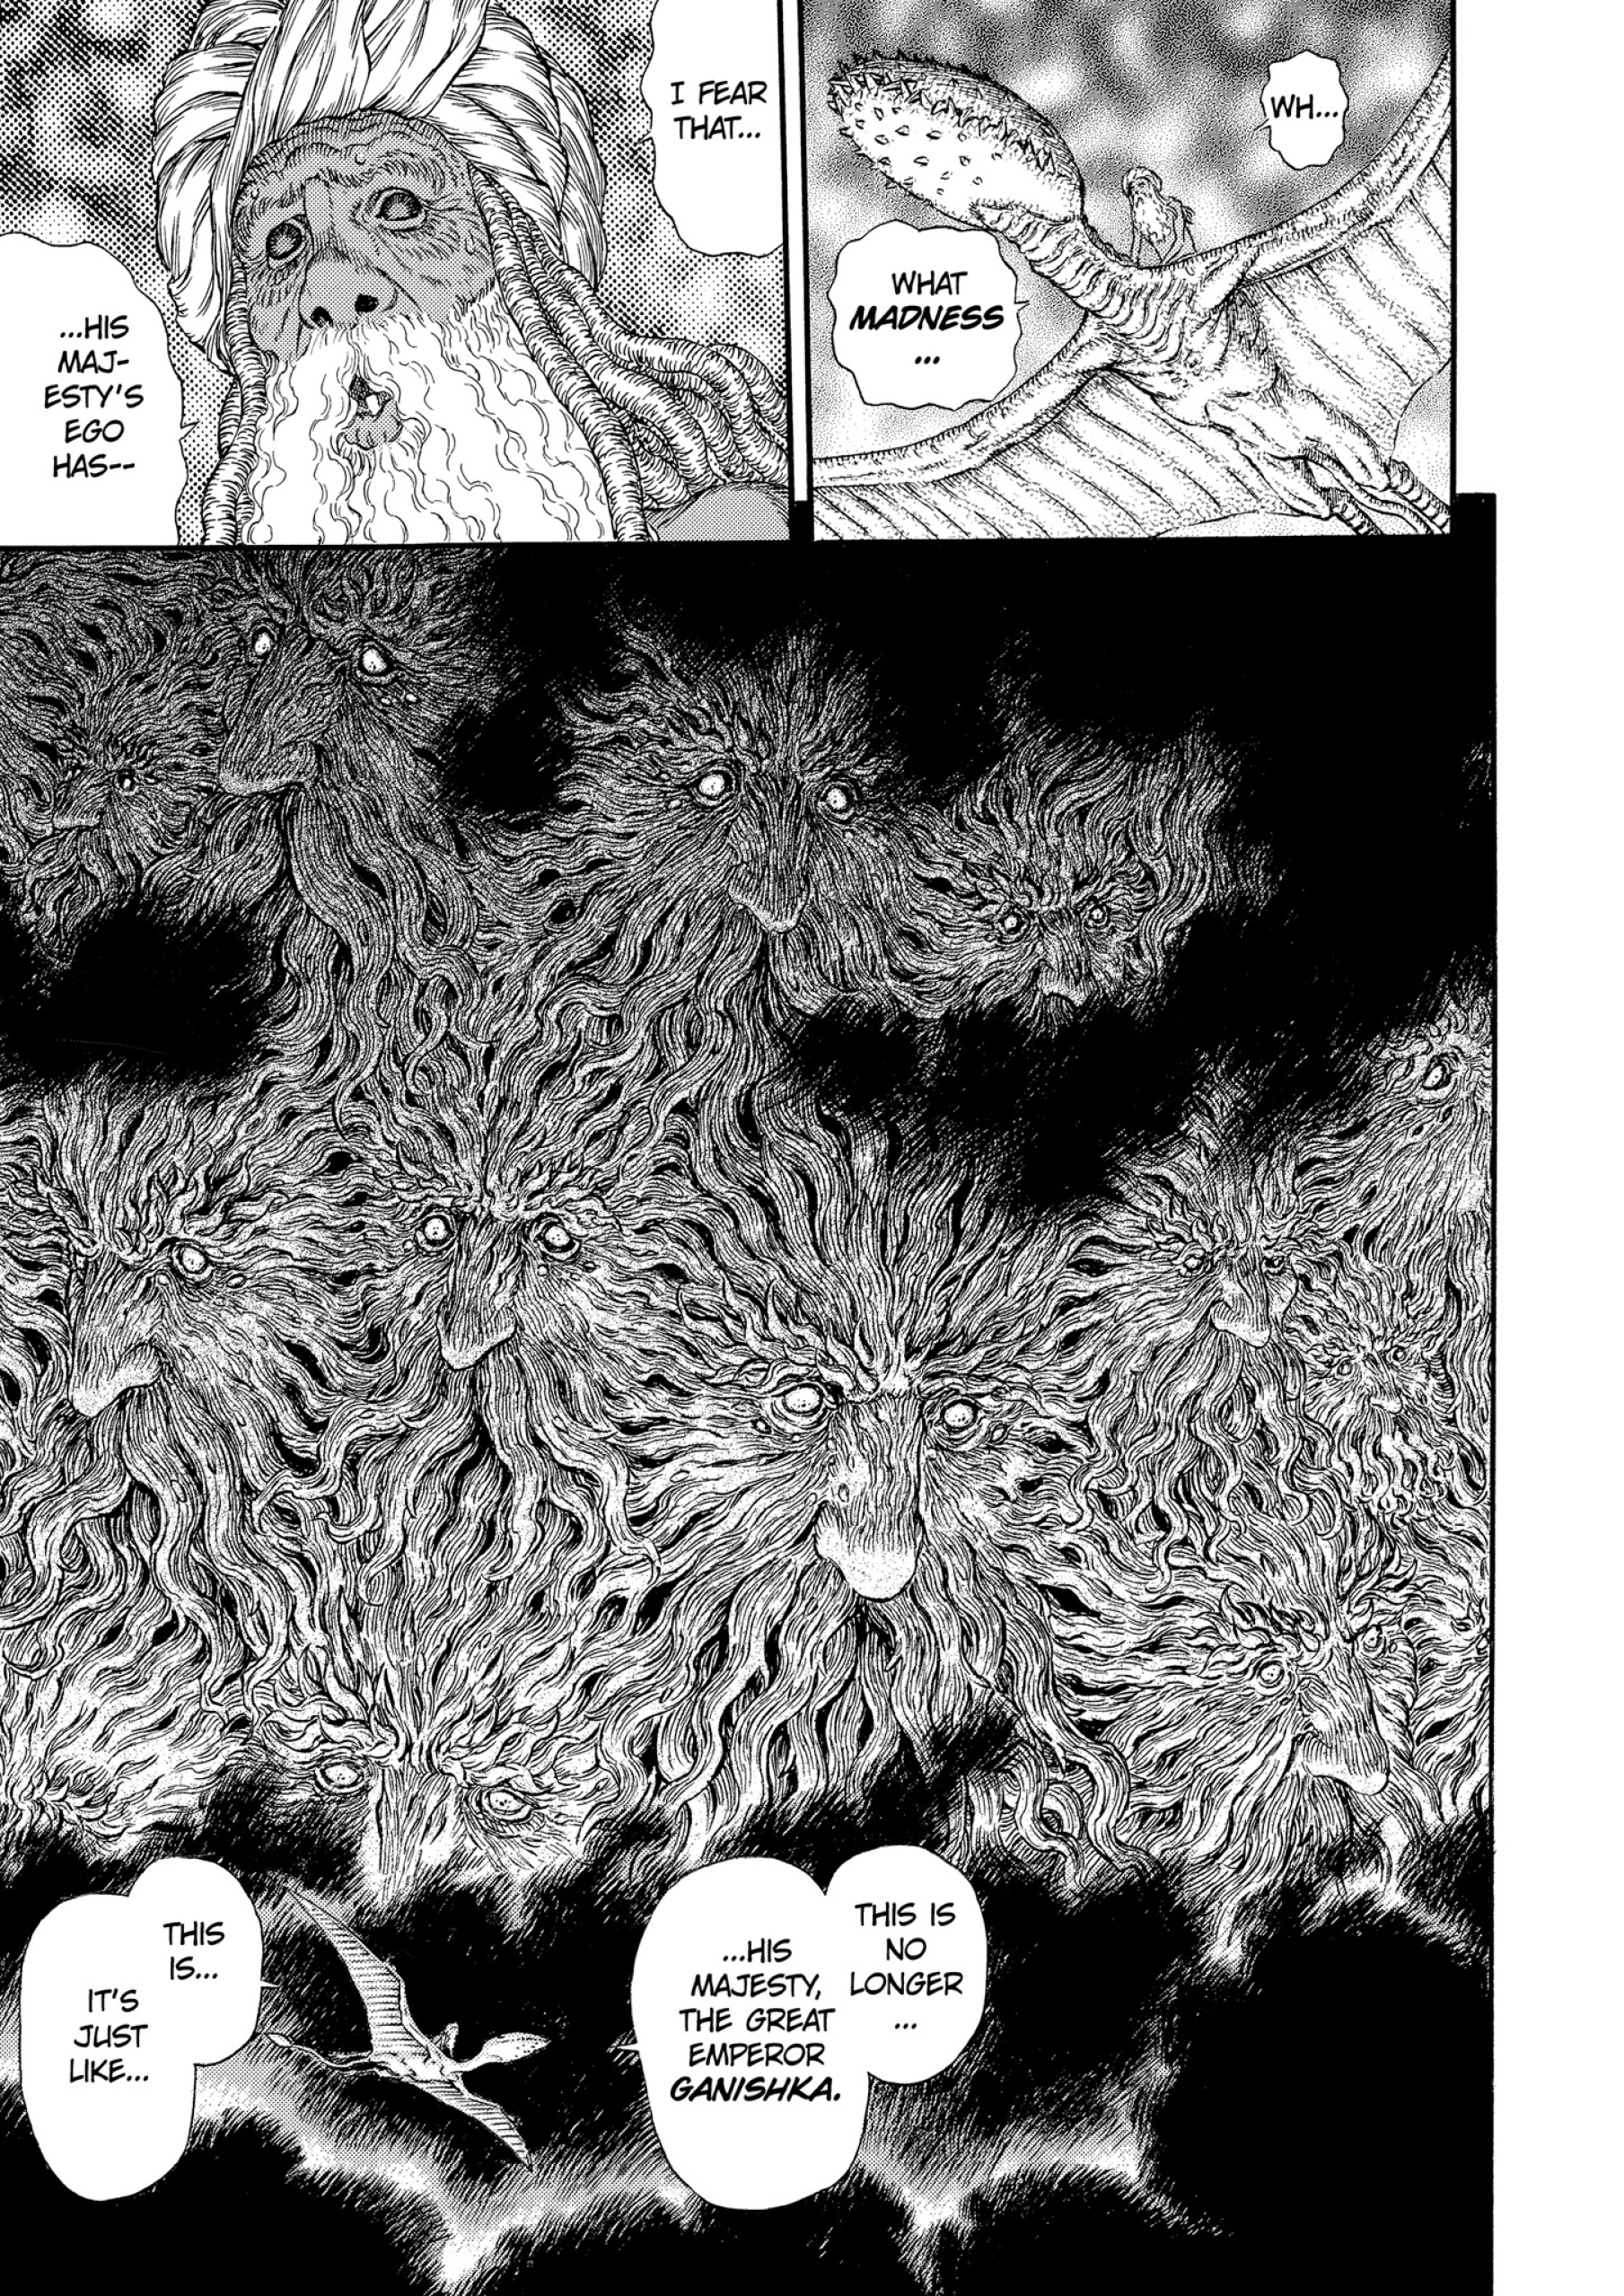 WH...
WHAT
MADNESS
...
I FEAR
THAT...
...HIS
MAJ-
ESTY'S
EGO
HAS--
THIS IS
NO
LONGER
...
...HIS
MAJESTY,
THE GREAT
EMPEROR
GANISHKA.
THIS
IS...
IT'S
JUST
LIKE...